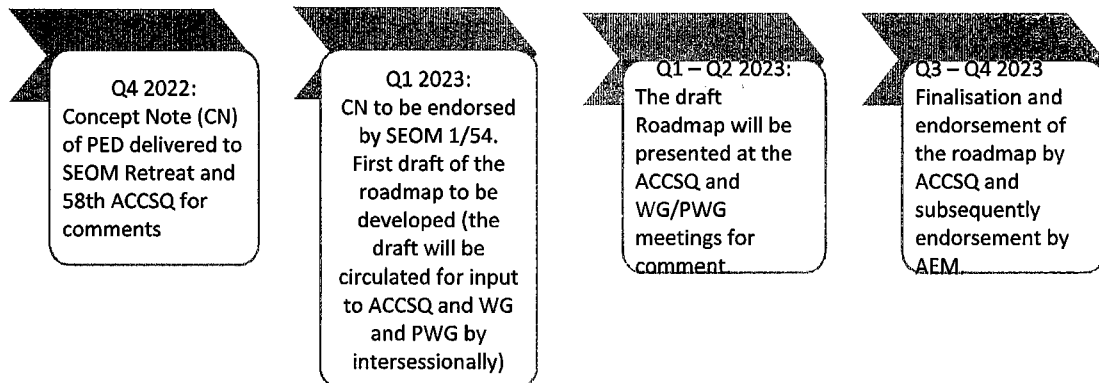 Q4 2022:
Concept Note (CN)
of PED delivered to
SEOM Retreat and
58th ACCSQ for
comments
Q1 2023:
CN to be endorsed
by SEOM 1/54.
First draft of the
roadmap to be
developed (the
draft will be
circulated for input
to ACCSQ and WG
and PWG by
intersessionally)
Q1 – Q2 2023:
The draft
Roadmap will be
presented at the
ACCSQ and
WG/PWG
meetings for
comment.
Q3 – Q4 2023
Finalisation and
endorsement of
the roadmap by
ACCSQ and
subsequently
endorsement by
AEM.